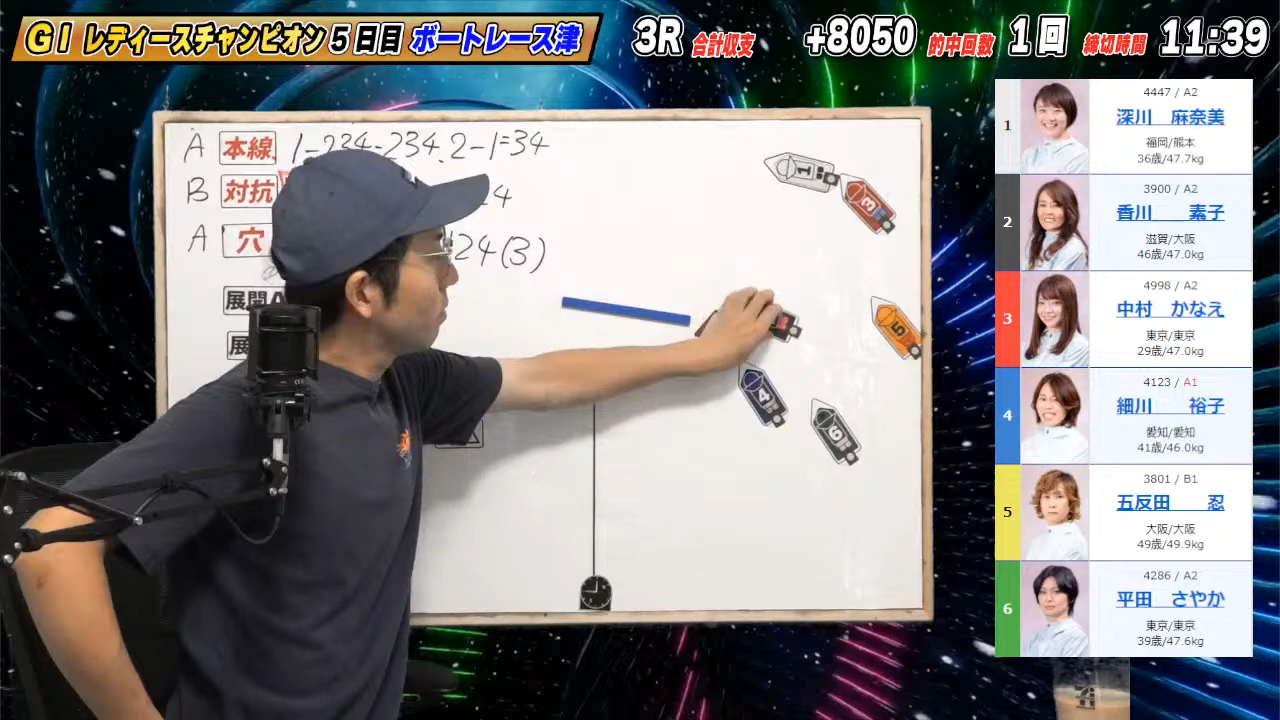 GI レディースチャンピオン5日目 ボートレース津
3R 合計収支 +8050 的中回数 1回 締切時間 11:39
A 本線 1-234-234.2-1=34
B 対抗 24
A 穴 24(3)
展開A
展
1
3
5
4
6
1
4447 / A2
深川 麻奈美
福岡/熊本
36歳/47.7kg
2
3900 / A2
香川 素子
滋賀/大阪
46歳/47.0kg
3
4998 / A2
中村 かなえ
東京/東京
29歳/47.0kg
4
4123 / A1
細川 裕子
愛知/愛知
41歳/46.0kg
5
3801 / B1
五反田 忍
大阪/大阪
49歳/49.9kg
6
4286 / A2
平田 さやか
東京/東京
39歳/47.6kg